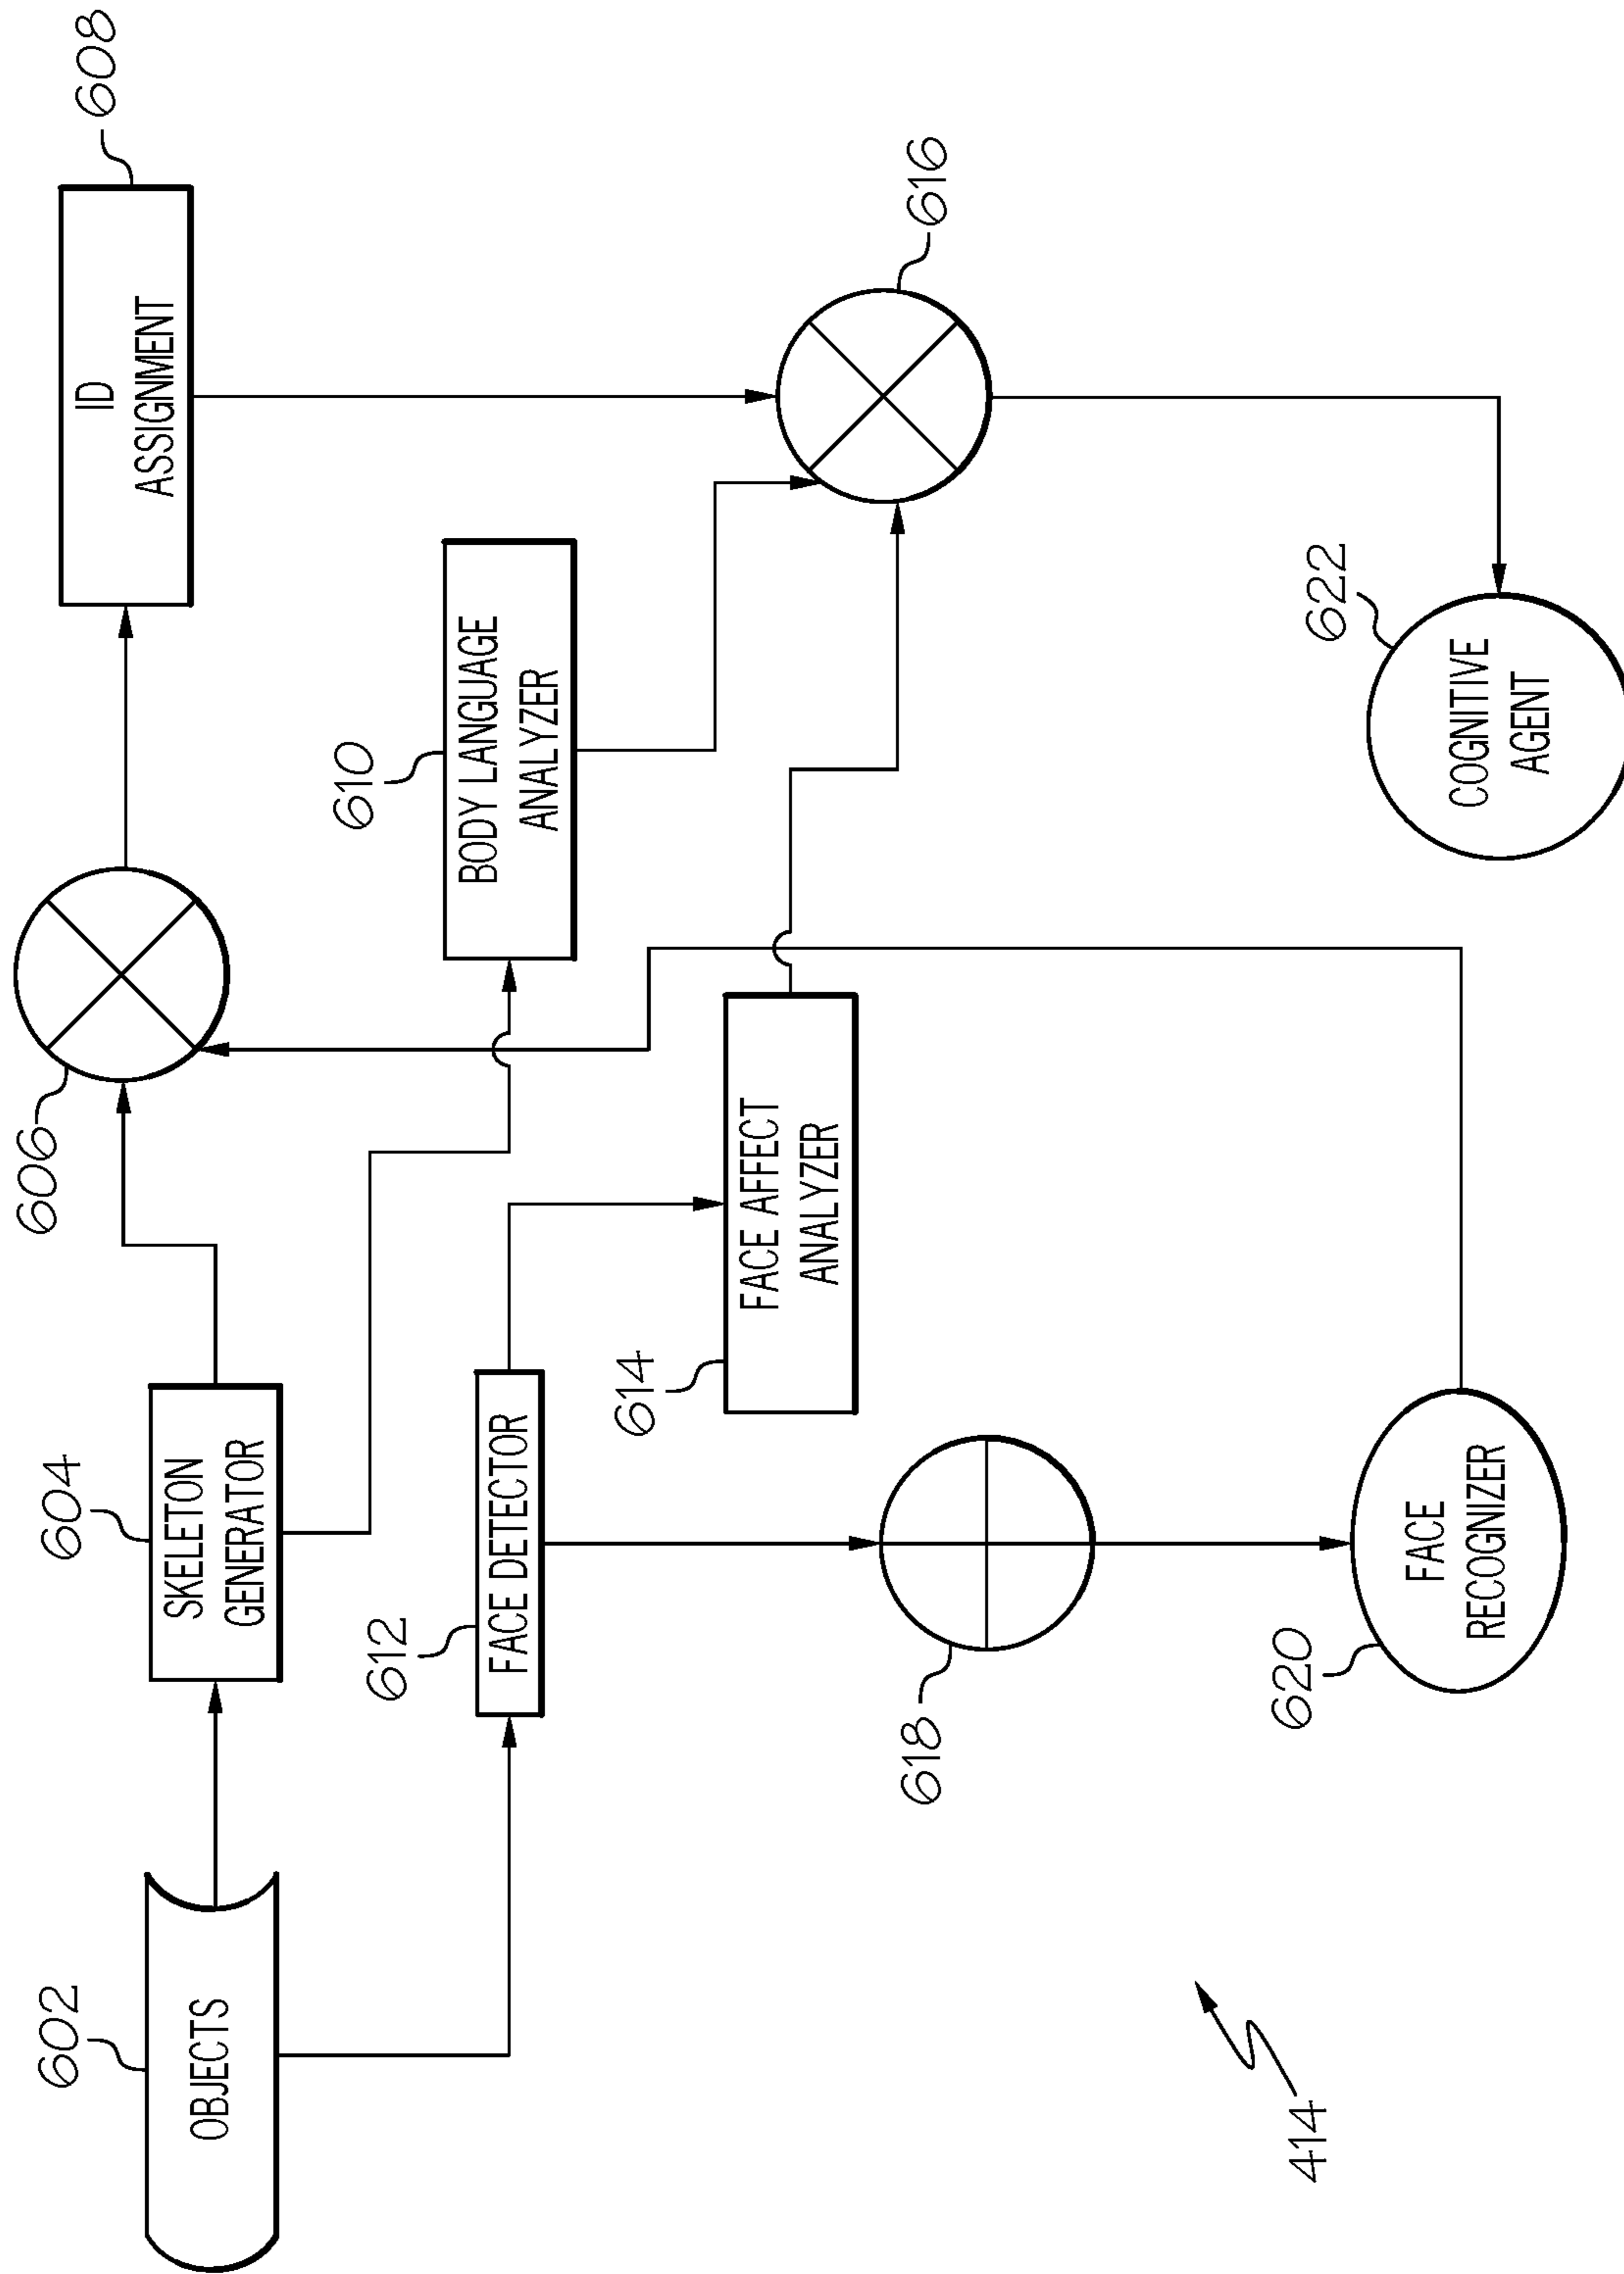 602
OBJECTS
604
SKELETON
GENERATOR
606
608
ID
ASSIGNMENT
610
BODY LANGUAGE
ANALYZER
612
FACE DETECTOR
614
FACE AFFECT
ANALYZER
616
618
620
FACE
RECOGNIZER
622
COGNITIVE
AGENT
414